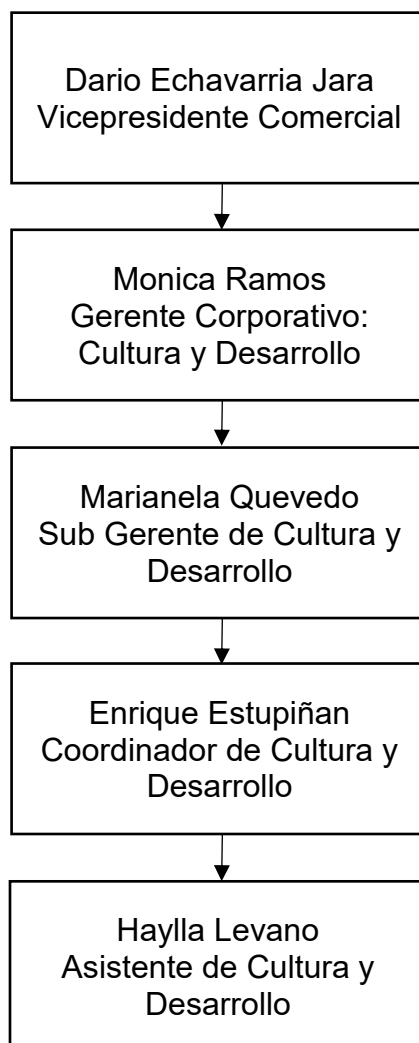 Dario Echavarria Jara
Vicepresidente Comercial
Monica Ramos
Gerente Corporativo:
Cultura y Desarrollo
Marianela Quevedo
Sub Gerente de Cultura y
Desarrollo
Enrique Estupiñan
Coordinador de Cultura y
Desarrollo
Haylla Levano
Asistente de Cultura y
Desarrollo